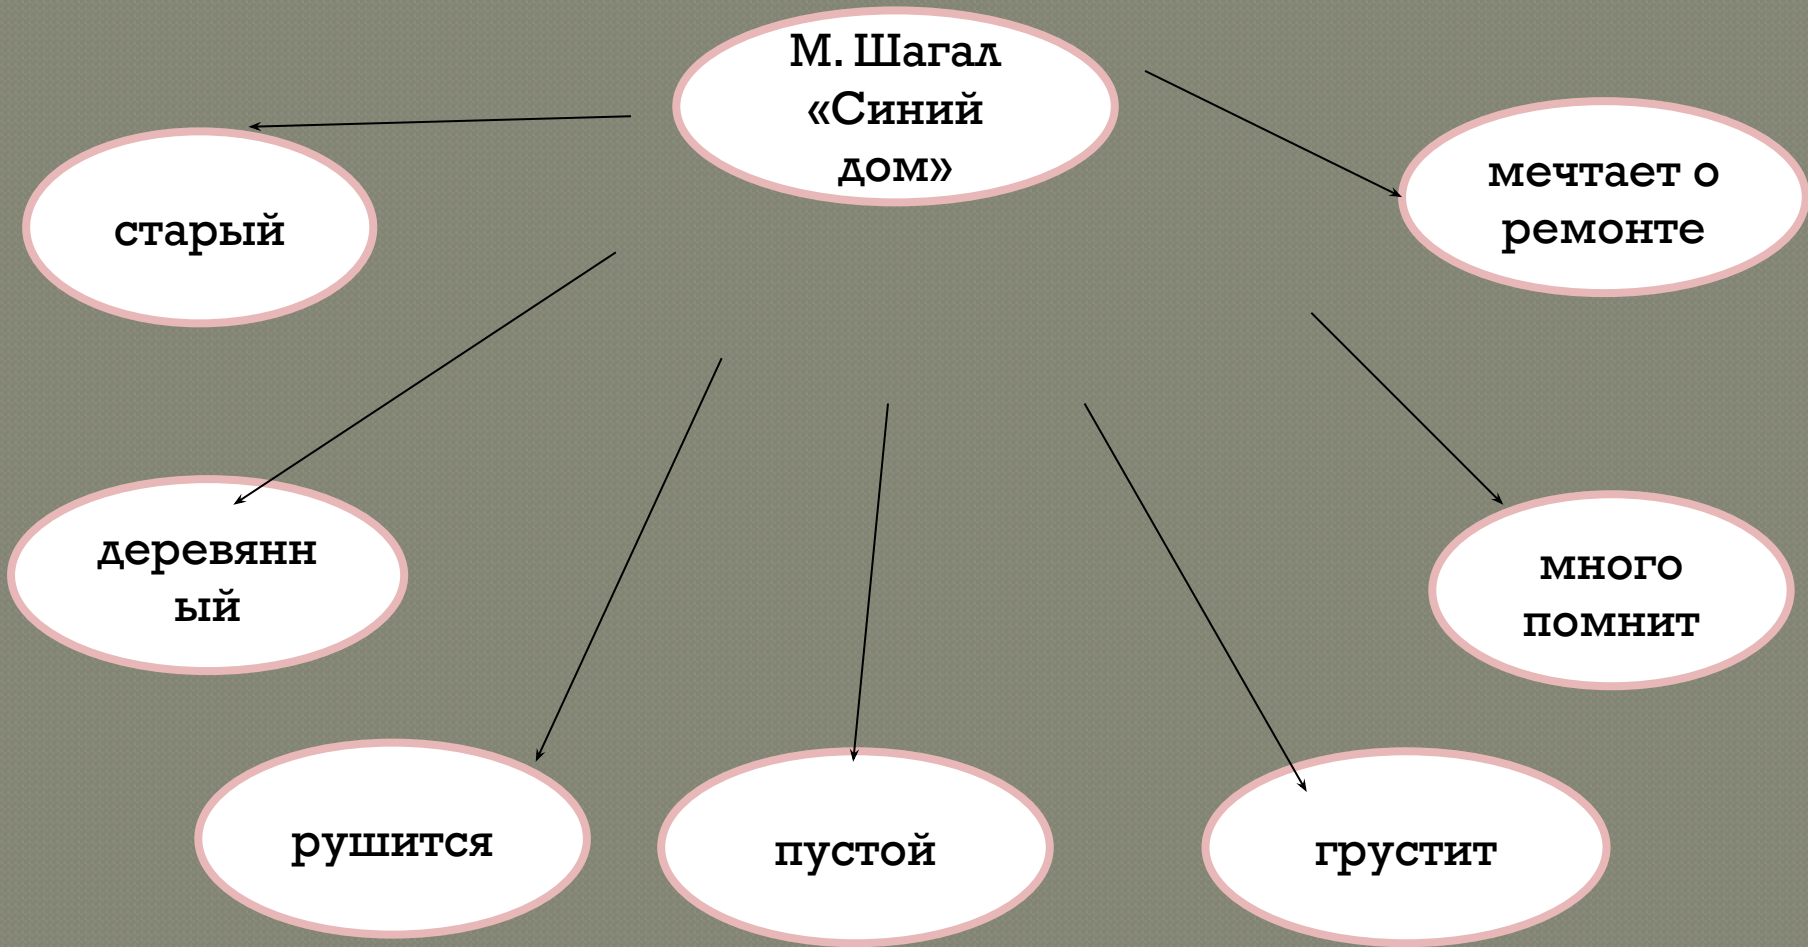 М. Шагал
«Синий
дом»
старый
мечтает о
ремонте
деревянн
ый
много
помнит
рушится
пустой
грустит